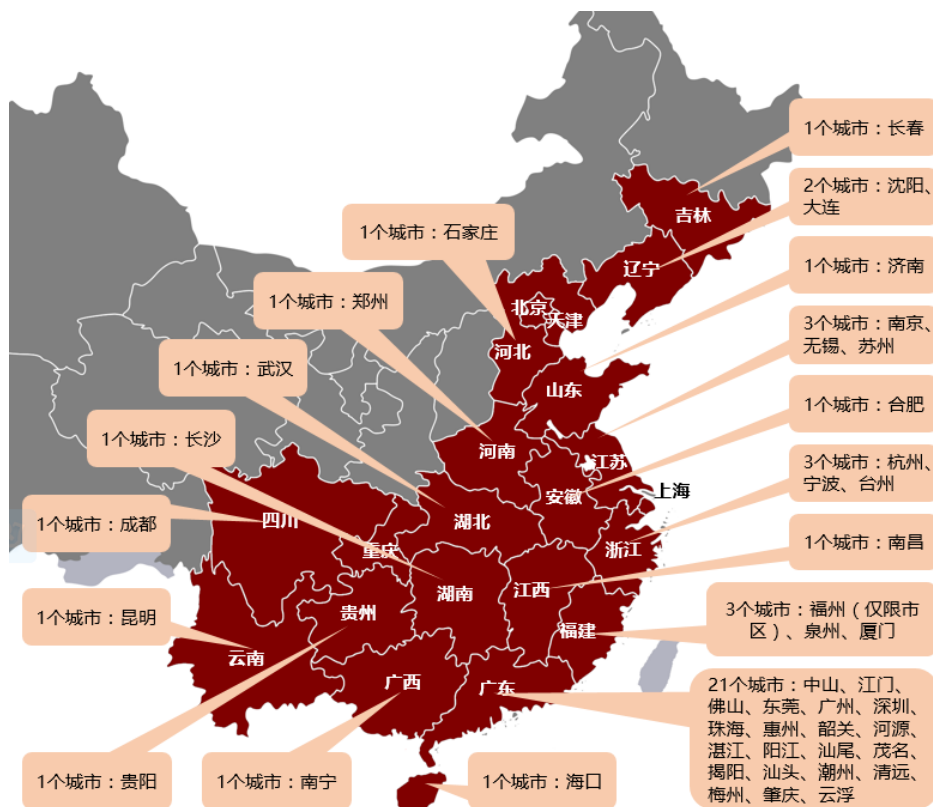 1个城市：长春
2个城市：沈阳、
大连
吉林
1个城市：石家庄
辽宁
1个城市：济南
1个城市：郑州
北京
天津
3个城市：南京、
无锡、苏州
河北
1个城市：武汉
山东
1个城市：合肥
1个城市：长沙
河南
江苏
3个城市：杭州、
宁波、台州
安徽
上海
1个城市：成都
四川
湖北
重庆
浙江
1个城市：南昌
江西
湖南
1个城市：昆明
贵州
3个城市：福州（仅限市
区）、泉州、厦门
福建
云南
广西
广东
21个城市：中山、江门、
佛山、东莞、广州、深圳、
珠海、惠州、韶关、河源、
湛江、阳江、汕尾、茂名、
揭阳、汕头、潮州、清远、
梅州、肇庆、云浮
1个城市：贵阳
1个城市：南宁
1个城市：海口